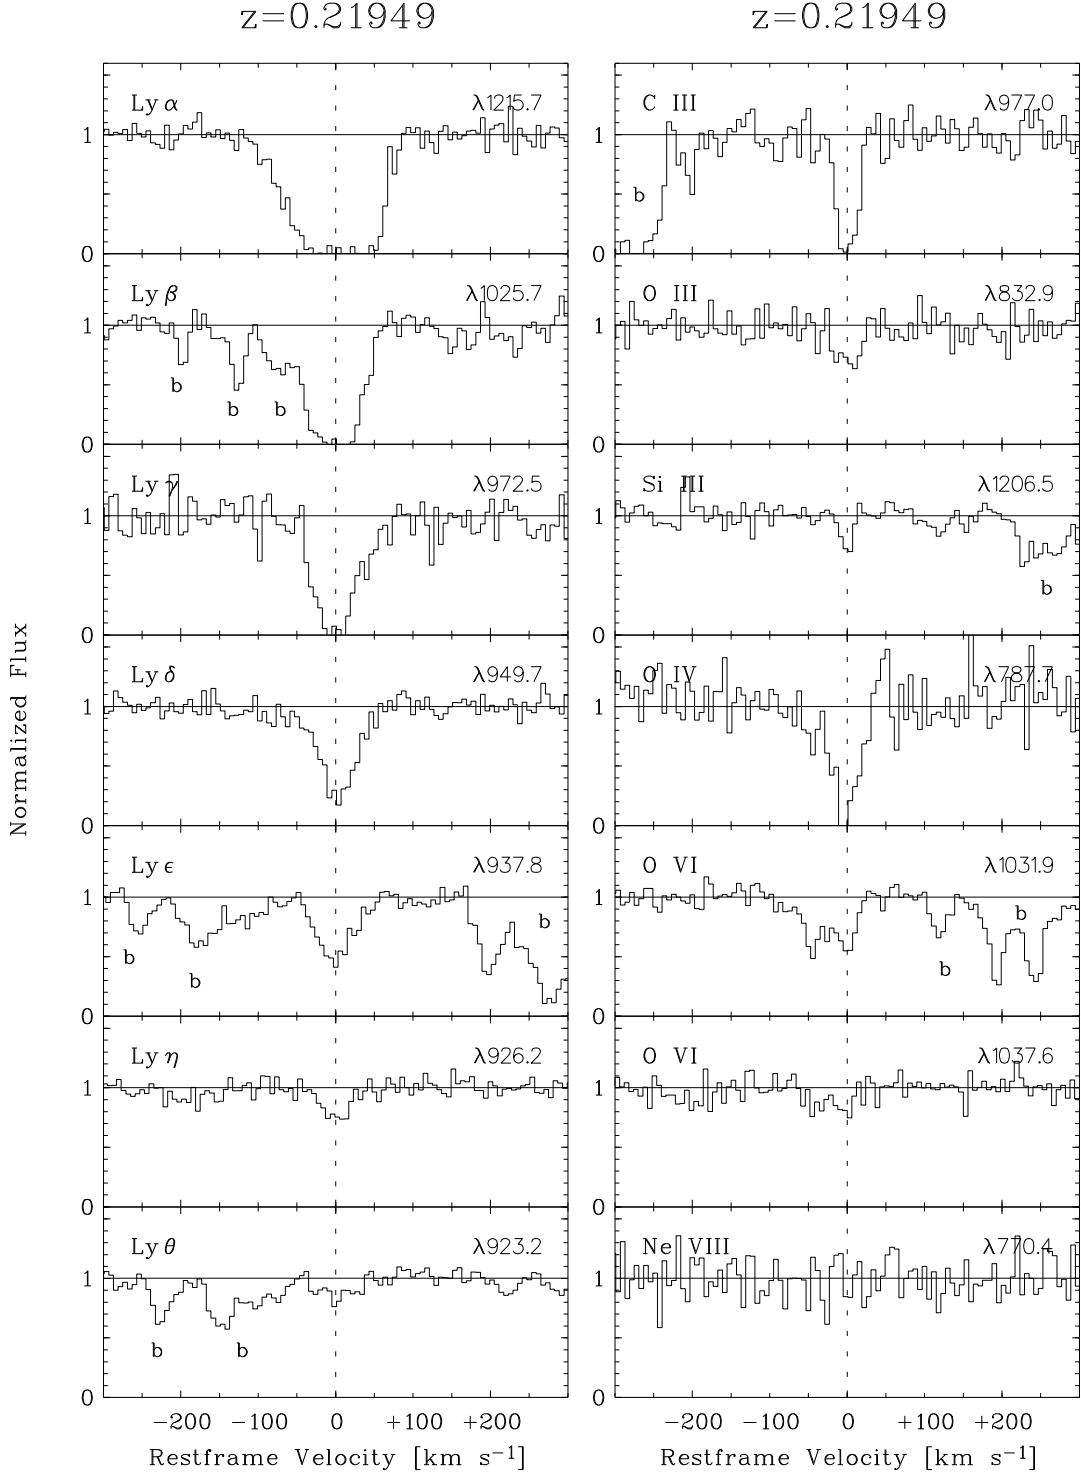 z=0.21949
Ly α λ1215.7
1
0
Ly β λ1025.7
1
b
b b
0
Ly γ λ972.5
1
0
Ly δ λ949.7
1
0
Ly ϵ λ937.8
1
b
b
b
0
Ly η λ926.2
1
0
Ly θ λ923.2
1
b b
0
−200 −100 0 +100 +200
Restframe Velocity [km s⁻¹]
Normalized Flux
z=0.21949
C III λ977.0
1
b
0
O III λ832.9
1
0
Si III λ1206.5
1
b
0
O IV λ787.7
1
0
O VI λ1031.9
1
b
b
0
O VI λ1037.6
1
0
Ne VIII λ770.4
1
0
−200 −100 0 +100 +200
Restframe Velocity [km s⁻¹]